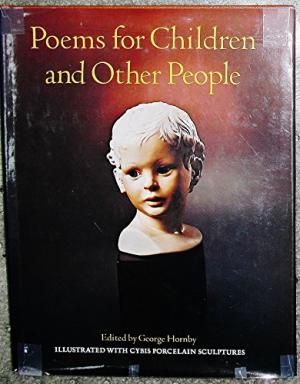 Poems for Children
and Other People
Edited by George Hornby
ILLUSTRATED WITH CYBIS PORCELAIN SCULPTURES